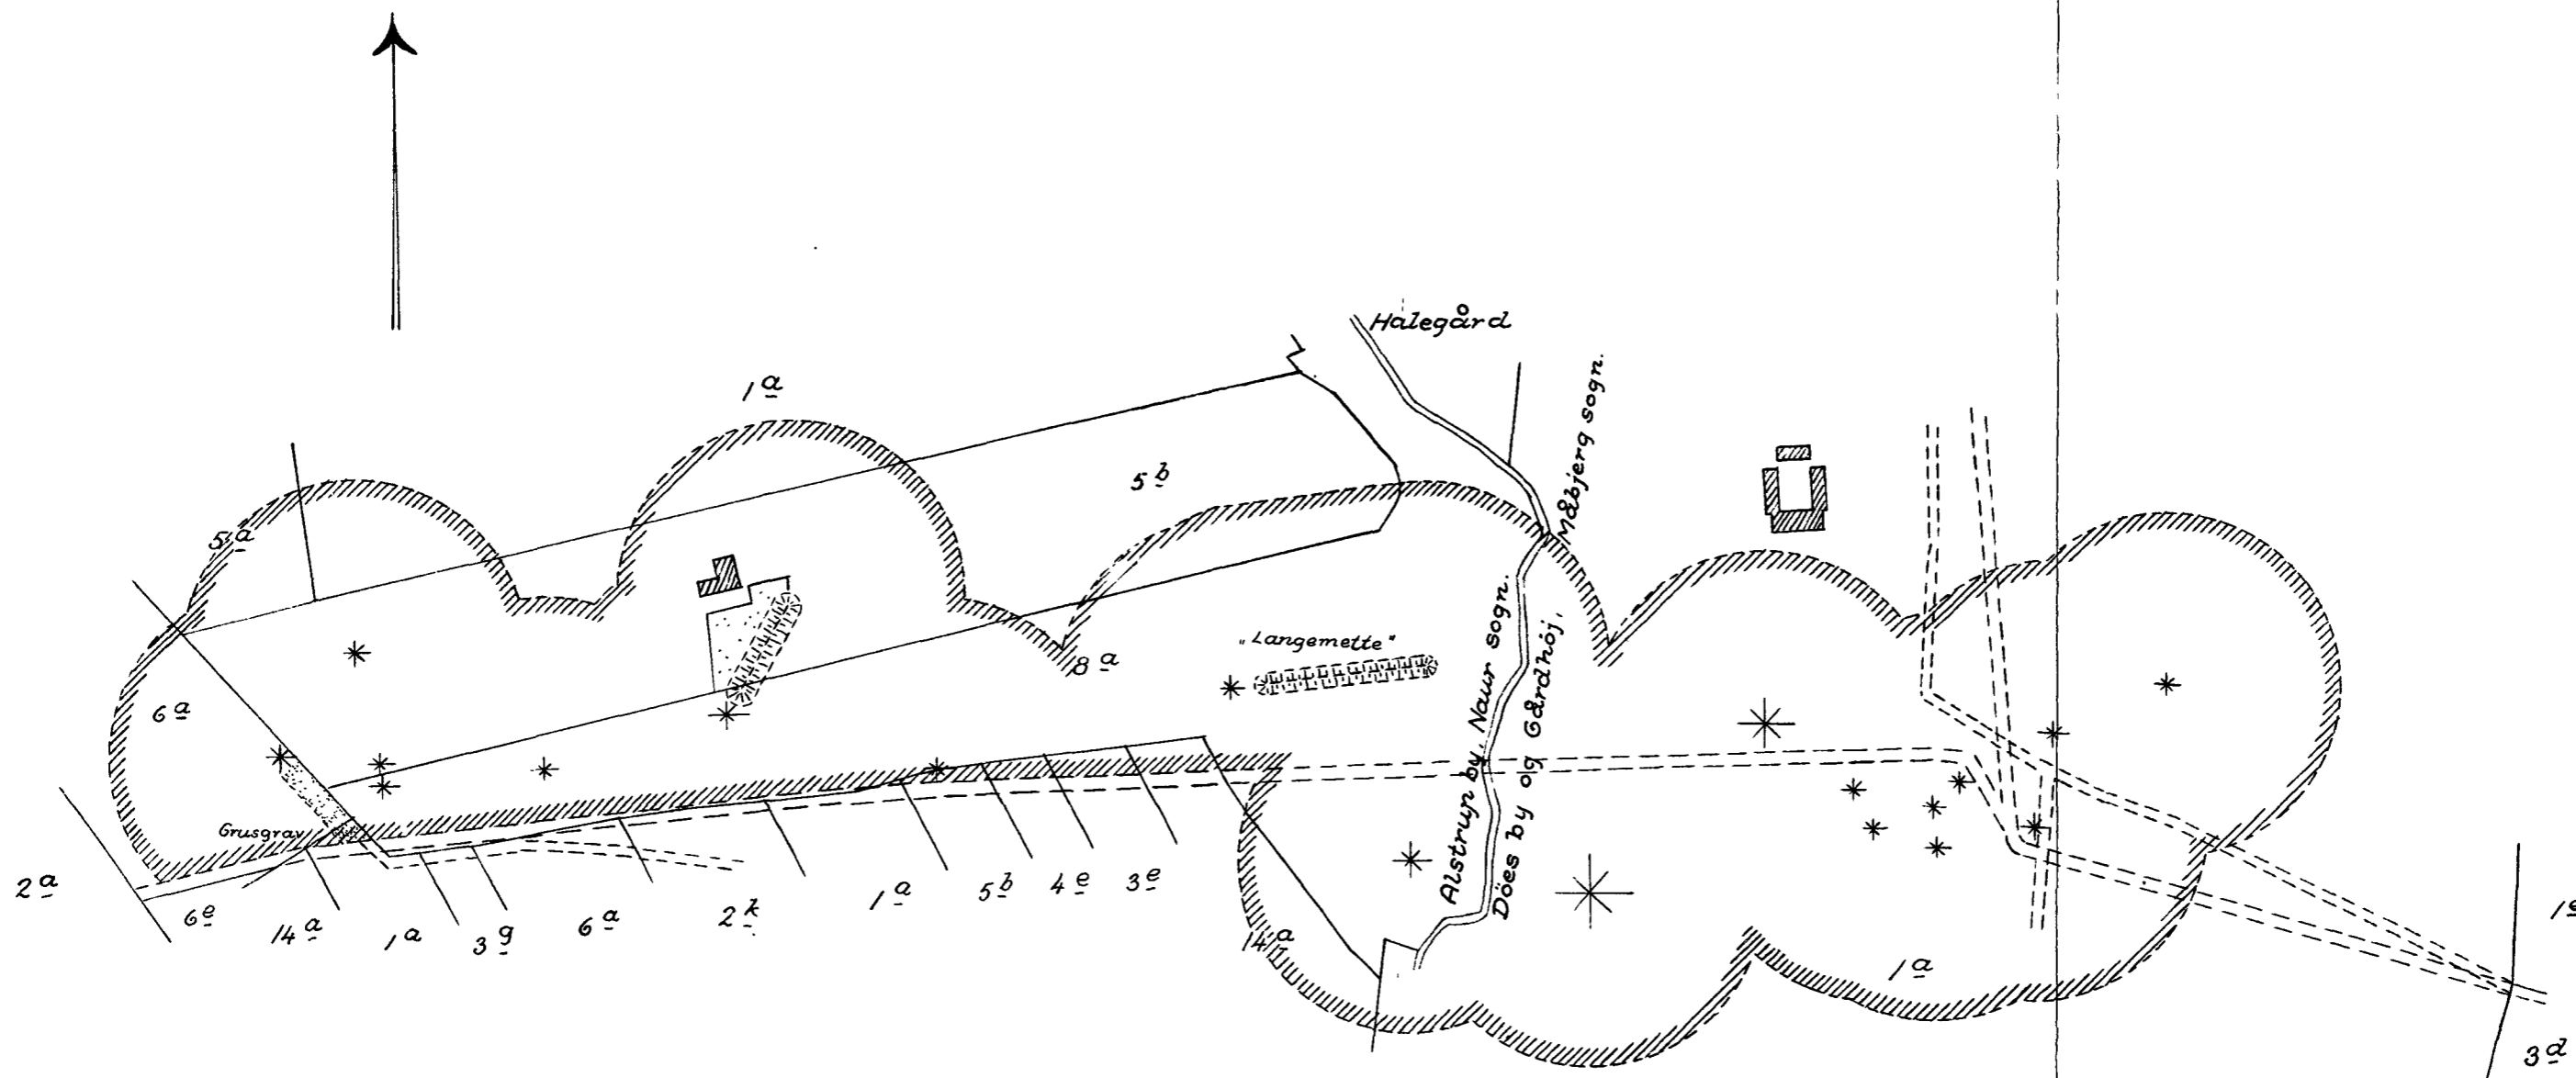 Halegård
Måbjerg sogn.
1a
5b
5a
"Langemette"
8a
6a
Alstrup by, Naur sogn.
Döes by og Gårdhöj,
Grusgrav
2a
6e
14a
1a
3g
6a
2k
1a
5b
4e
3e
14a
1a
3d